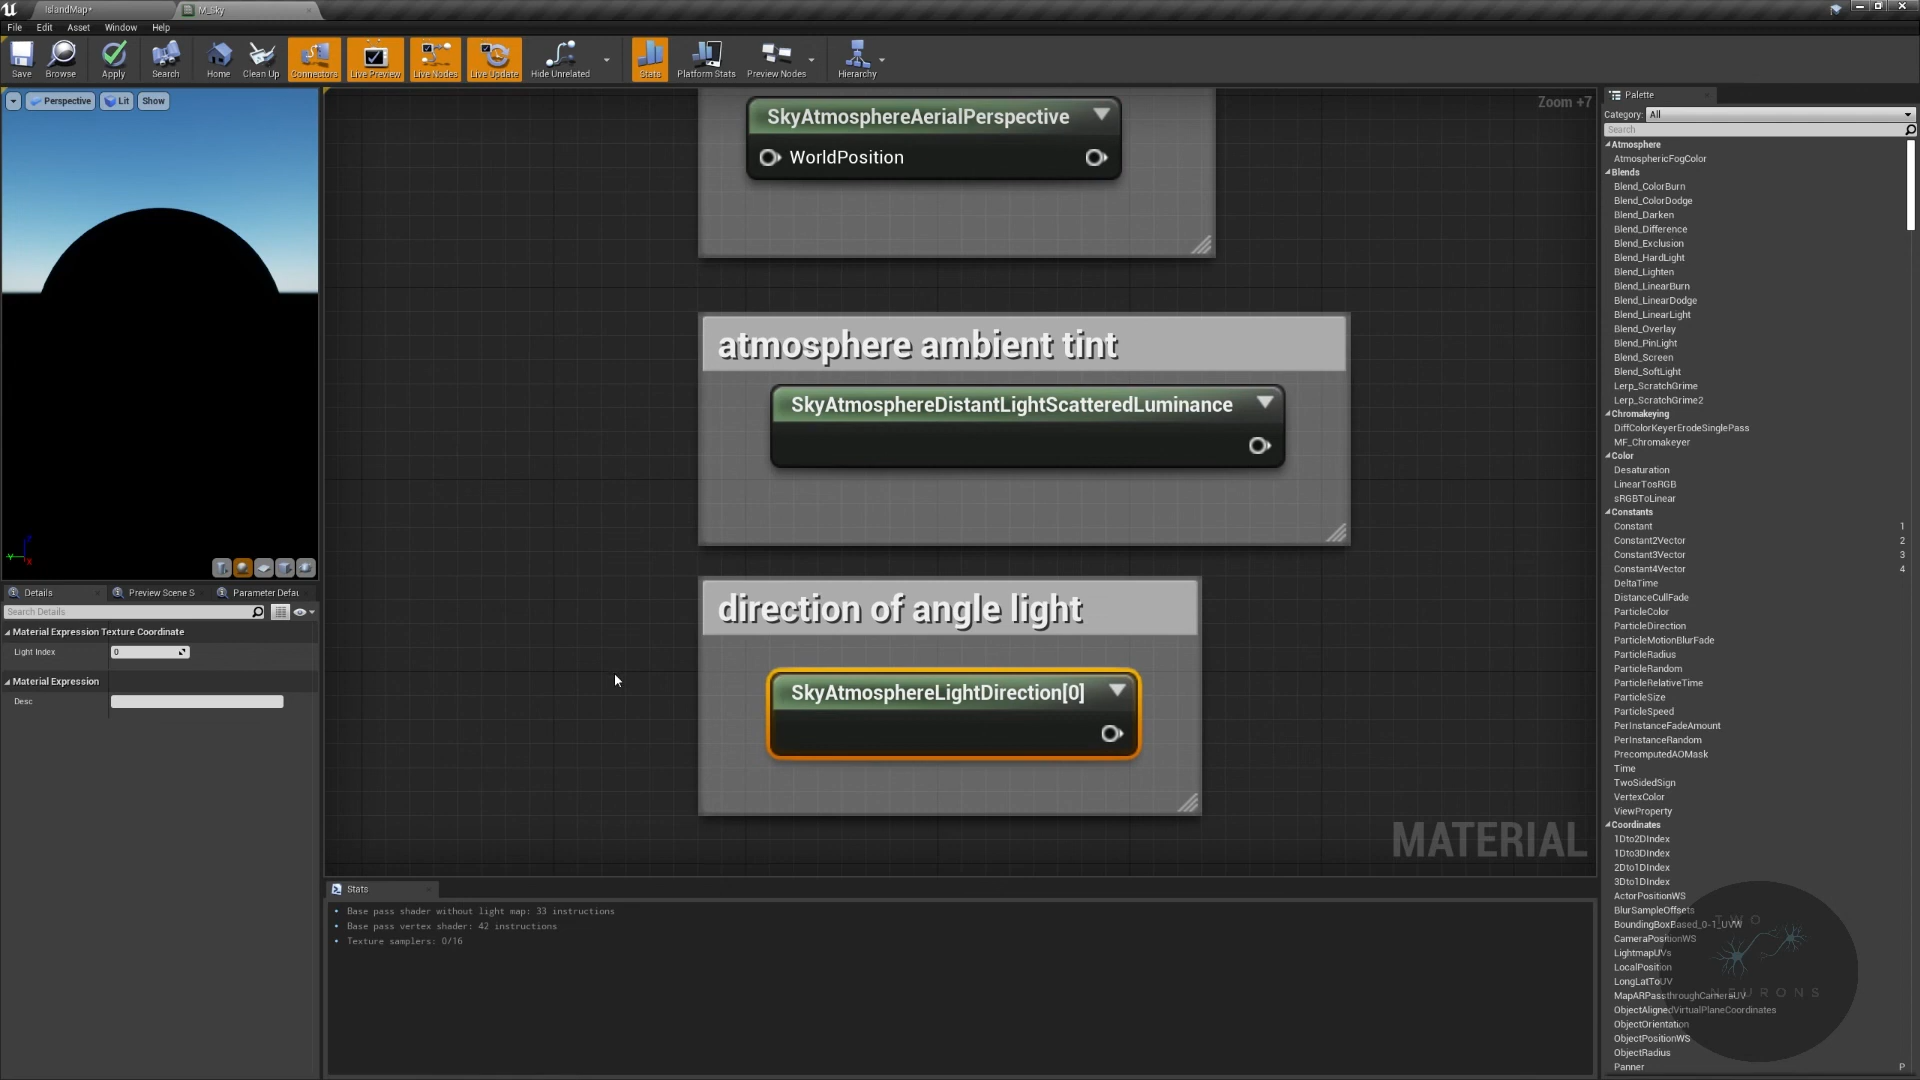 IslandMap*
M_Sky
File Edit Asset Window Help
Save Browse Apply Search Home Clean Up Connectors Live Preview Live Nodes Live Update Hide Unrelated Stats Platform Stats Preview Nodes Hierarchy
Perspective Lit Show
Zoom +7
SkyAtmosphereAerialPerspective
WorldPosition
atmosphere ambient tint
SkyAtmosphereDistantLightScatteredLuminance
direction of angle light
SkyAtmosphereLightDirection[0]
MATERIAL
Details Preview Scene S Parameter Defau
Search Details
Material Expression Texture Coordinate
Light Index 0
Material Expression
Desc
Stats
Base pass shader without light map: 33 instructions
Base pass vertex shader: 42 instructions
Texture samplers: 0/16
Palette
Category: All
Search
Atmosphere
AtmosphericFogColor
Blends
Blend_ColorBurn
Blend_ColorDodge
Blend_Darken
Blend_Difference
Blend_Exclusion
Blend_HardLight
Blend_Lighten
Blend_LinearBurn
Blend_LinearDodge
Blend_LinearLight
Blend_Overlay
Blend_PinLight
Blend_Screen
Blend_SoftLight
Lerp_ScratchGrime
Lerp_ScratchGrime2
Chromakeying
DiffColorKeyerErodeSinglePass
MF_Chromakeyer
Color
Desaturation
LinearTosRGB
sRGBToLinear
Constants
Constant 1
Constant2Vector 2
Constant3Vector 3
Constant4Vector 4
DeltaTime
DistanceCullFade
ParticleColor
ParticleDirection
ParticleMotionBlurFade
ParticleRadius
ParticleRandom
ParticleRelativeTime
ParticleSize
ParticleSpeed
PerInstanceFadeAmount
PerInstanceRandom
PrecomputedAOMask
Time
TwoSidedSign
VertexColor
ViewProperty
Coordinates
1Dto2DIndex
1Dto3DIndex
2Dto1DIndex
3Dto1DIndex
ActorPositionWS
BlurSampleOffsets
BoundingBoxBased_0-1_UVW
CameraPositionWS
LightmapUVs
LocalPosition
LongLatToUV
MapARPassthroughCameraUV
ObjectAlignedVirtualPlaneCoordinates
ObjectOrientation
ObjectPositionWS
ObjectRadius
Panner P
TWO
NEURONS